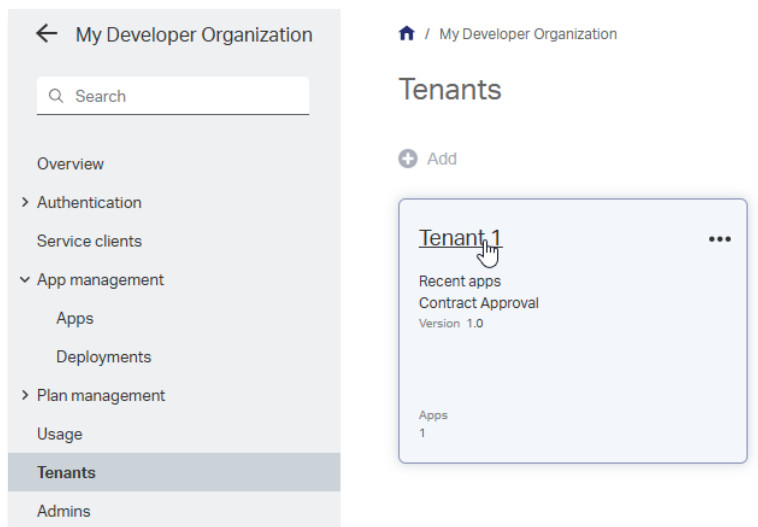 My Developer Organization
Search
Overview
Authentication
Service clients
App management
Apps
Deployments
Plan management
Usage
Tenants
Admins
/ My Developer Organization
Tenants
Add
Tenant 1
Recent apps
Contract Approval
Version 1.0
Apps
1